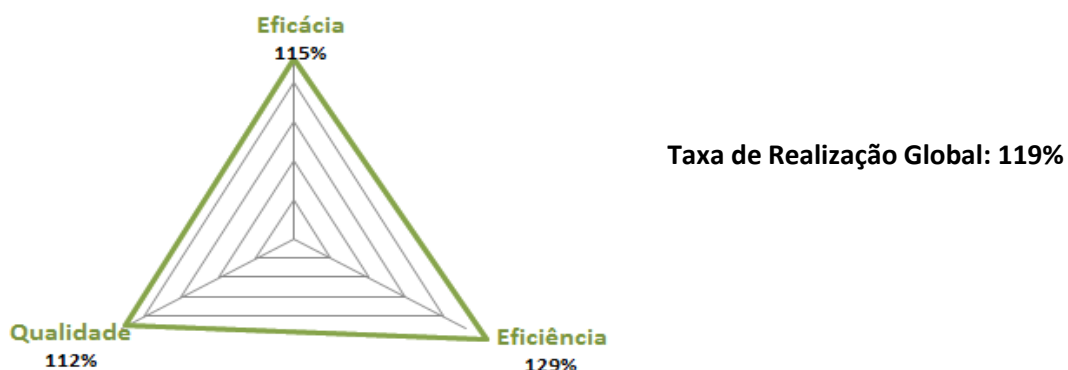 Eficácia
115%
Taxa de Realização Global: 119%
Qualidade
112%
Eficiência
129%